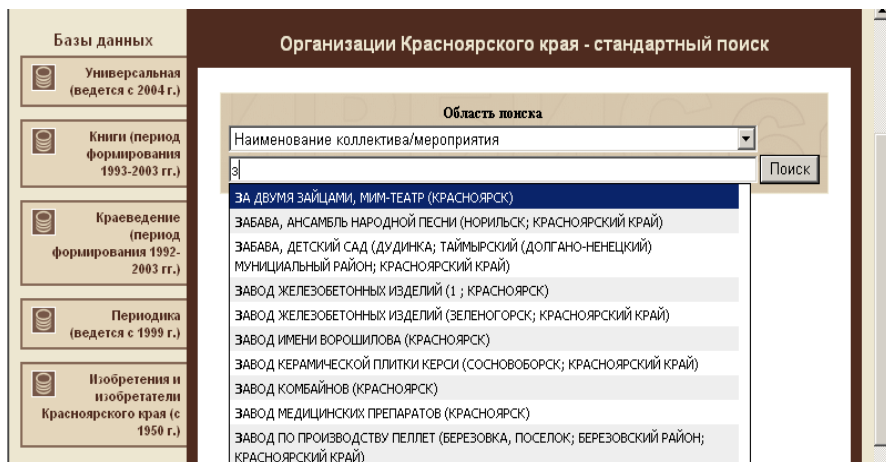 Базы данных
Универсальная
(ведется с 2004 г.)
Книги (период
формирования
1993-2003 гг.)
Краеведение
(период
формирования 1992-
2003 гг.)
Периодика
(ведется с 1999 г.)
Изобретения и
изобретатели
Красноярского края (с
1950 г.)
Организации Красноярского края - стандартный поиск
Область поиска
Наименование коллектива/мероприятия
з
Поиск
ЗА ДВУМЯ ЗАЙЦАМИ, МИМ-ТЕАТР (КРАСНОЯРСК)
ЗАБАВА, АНСАМБЛЬ НАРОДНОЙ ПЕСНИ (НОРИЛЬСК; КРАСНОЯРСКИЙ КРАЙ)
ЗАБАВА, ДЕТСКИЙ САД (ДУДИНКА; ТАЙМЫРСКИЙ (ДОЛГАНО-НЕНЕЦКИЙ)
МУНИЦИАЛЬНЫЙ РАЙОН; КРАСНОЯРСКИЙ КРАЙ)
ЗАВОД ЖЕЛЕЗОБЕТОННЫХ ИЗДЕЛИЙ (1 ; КРАСНОЯРСК)
ЗАВОД ЖЕЛЕЗОБЕТОННЫХ ИЗДЕЛИЙ (ЗЕЛЕНОГОРСК; КРАСНОЯРСКИЙ КРАЙ)
ЗАВОД ИМЕНИ ВОРОШИЛОВА (КРАСНОЯРСК)
ЗАВОД КЕРАМИЧЕСКОЙ ПЛИТКИ КЕРСИ (СОСНОВОБОРСК; КРАСНОЯРСКИЙ КРАЙ)
ЗАВОД КОМБАЙНОВ (КРАСНОЯРСК)
ЗАВОД МЕДИЦИНСКИХ ПРЕПАРАТОВ (КРАСНОЯРСК)
ЗАВОД ПО ПРОИЗВОДСТВУ ПЕЛЛЕТ (БЕРЕЗОВКА, ПОСЕЛОК; БЕРЕЗОВСКИЙ РАЙОН;
КРАСНОЯРСКИЙ КРАЙ)